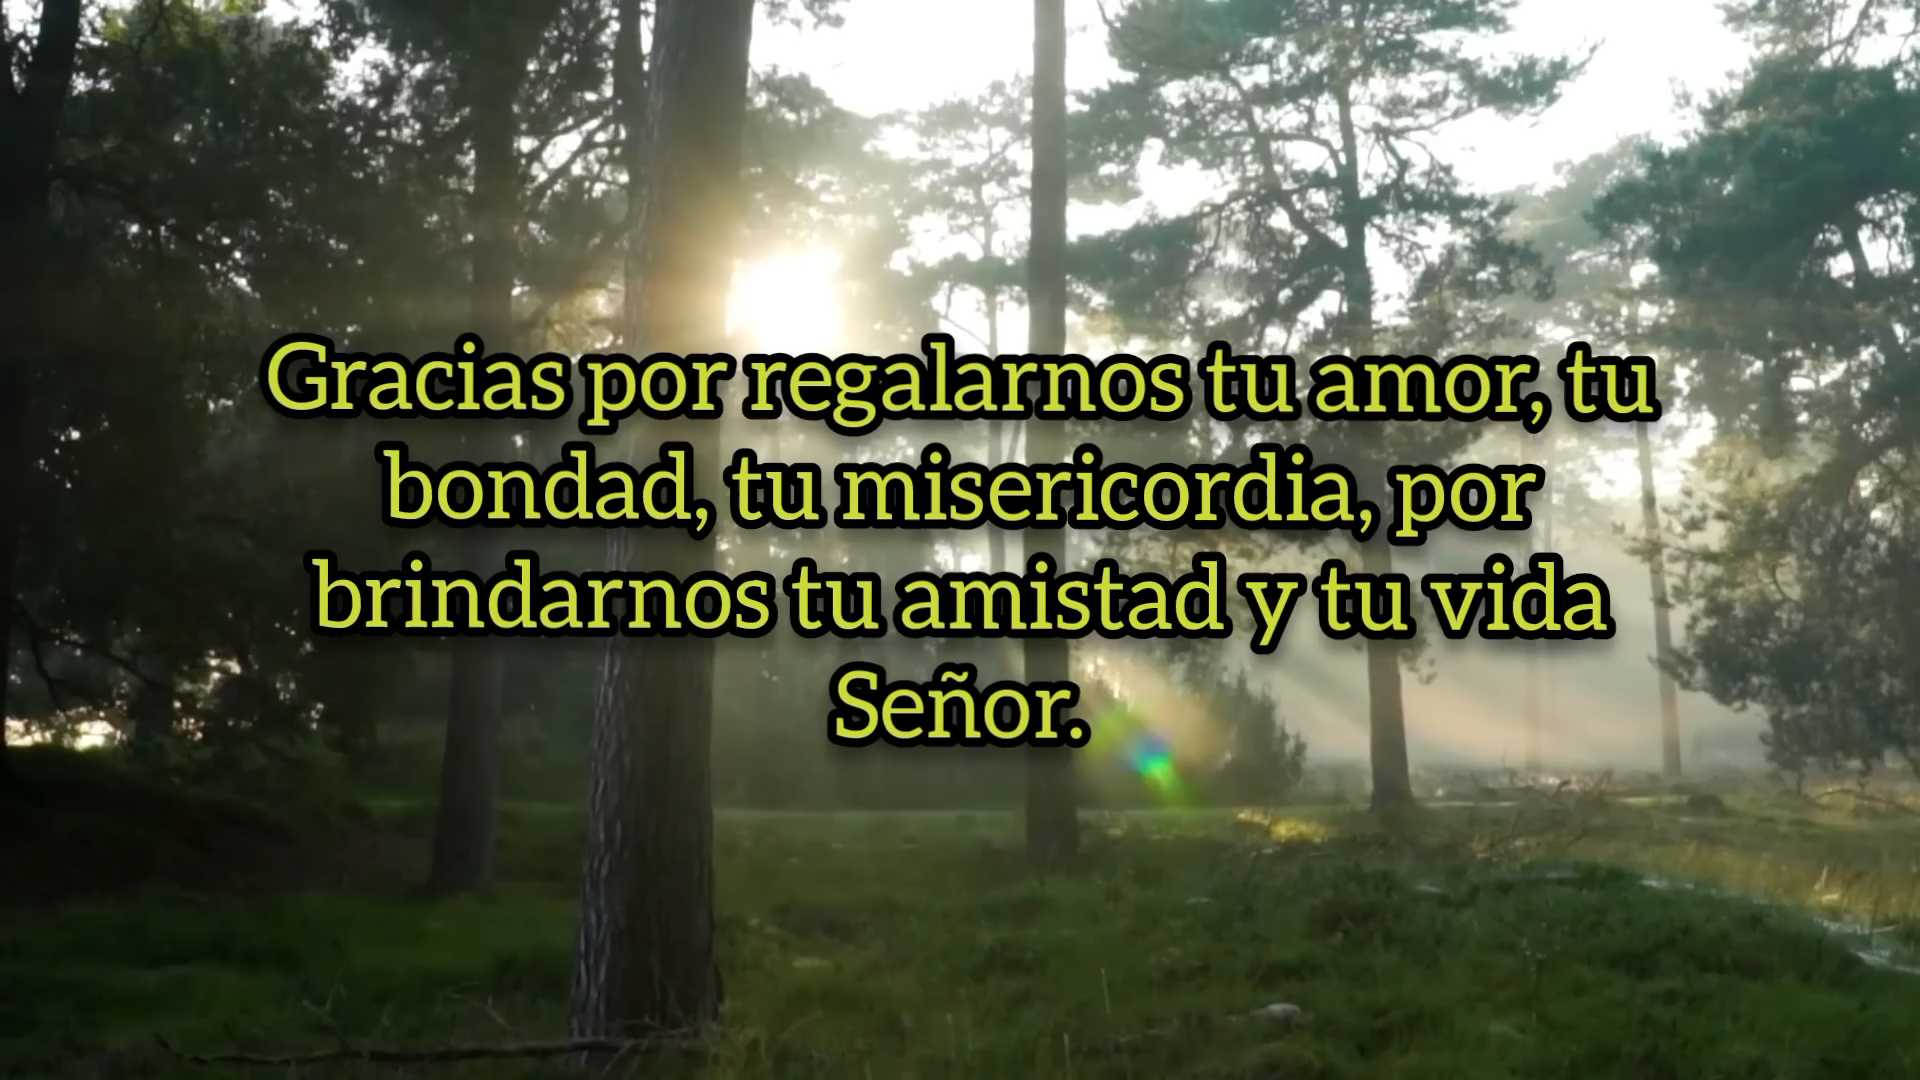 Gracias por regalarnos tu amor, tu
bondad, tu misericordia, por
brindarnos tu amistad y tu vida
Señor.